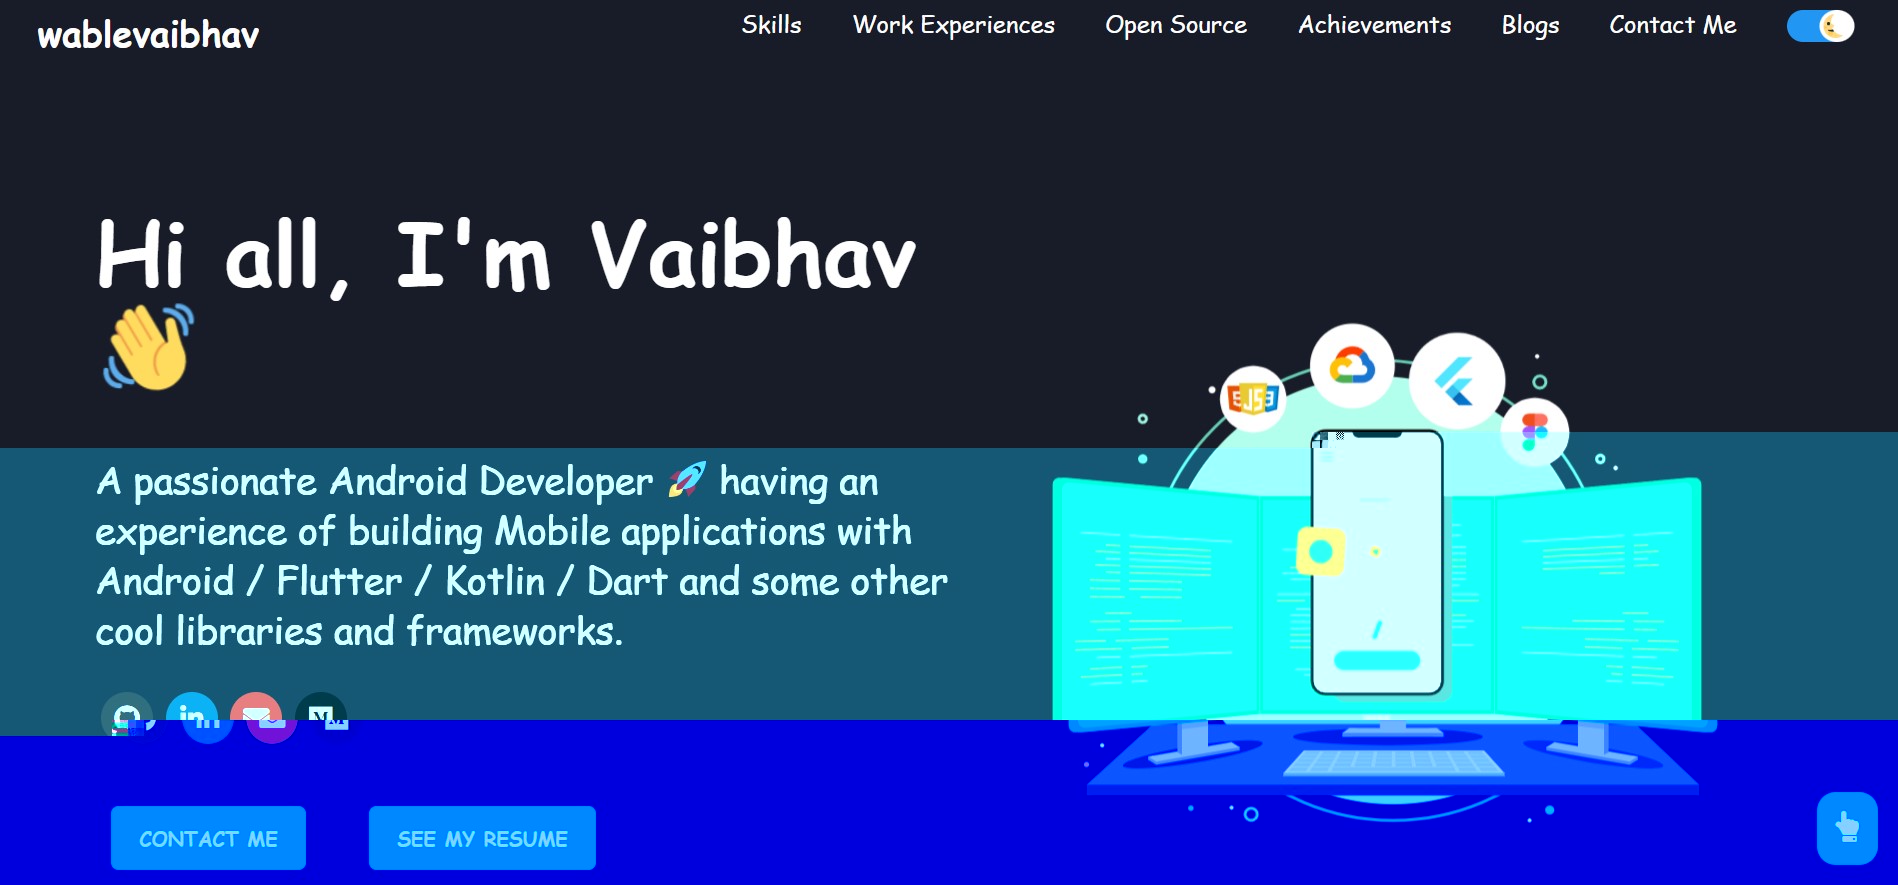 wablevaibhav
Skills Work Experiences Open Source Achievements Blogs Contact Me
Hi all, I'm Vaibhav
A passionate Android Developer 🚀 having an
experience of building Mobile applications with
Android / Flutter / Kotlin / Dart and some other
cool libraries and frameworks.
in
M
CONTACT ME SEE MY RESUME